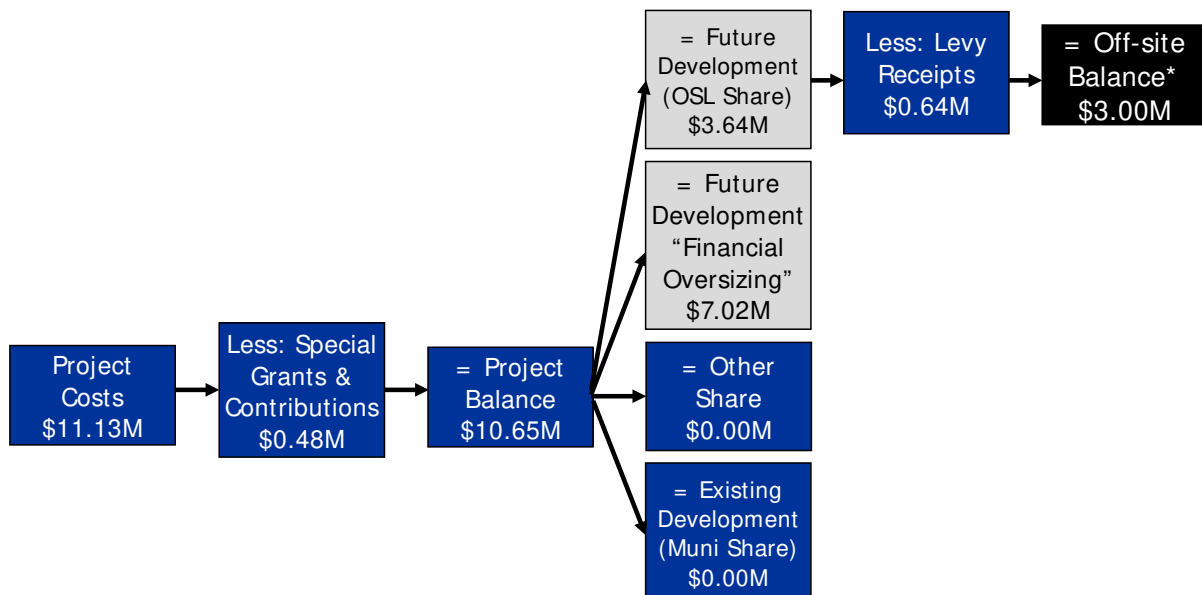 Project
Costs
$11.13M
Less: Special
Grants &
Contributions
$0.48M
= Project
Balance
$10.65M
= Future
Development
(OSL Share)
$3.64M
Less: Levy
Receipts
$0.64M
= Off-site
Balance*
$3.00M
= Future
Development
“Financial
Oversizing”
$7.02M
= Other
Share
$0.00M
= Existing
Development
(Muni Share)
$0.00M